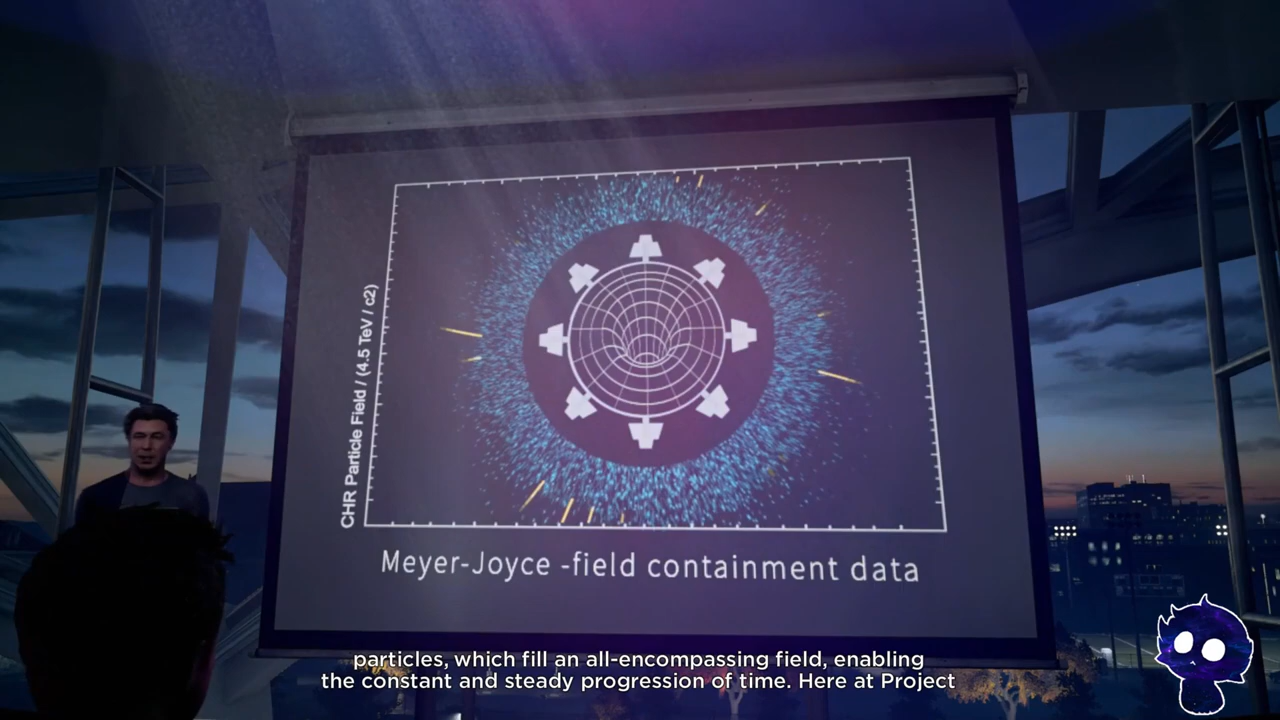 CHR Particle Field / (4.5 TeV / c2)
Meyer-Joyce -field containment data
particles, which fill an all-encompassing field, enabling
the constant and steady progression of time. Here at Project